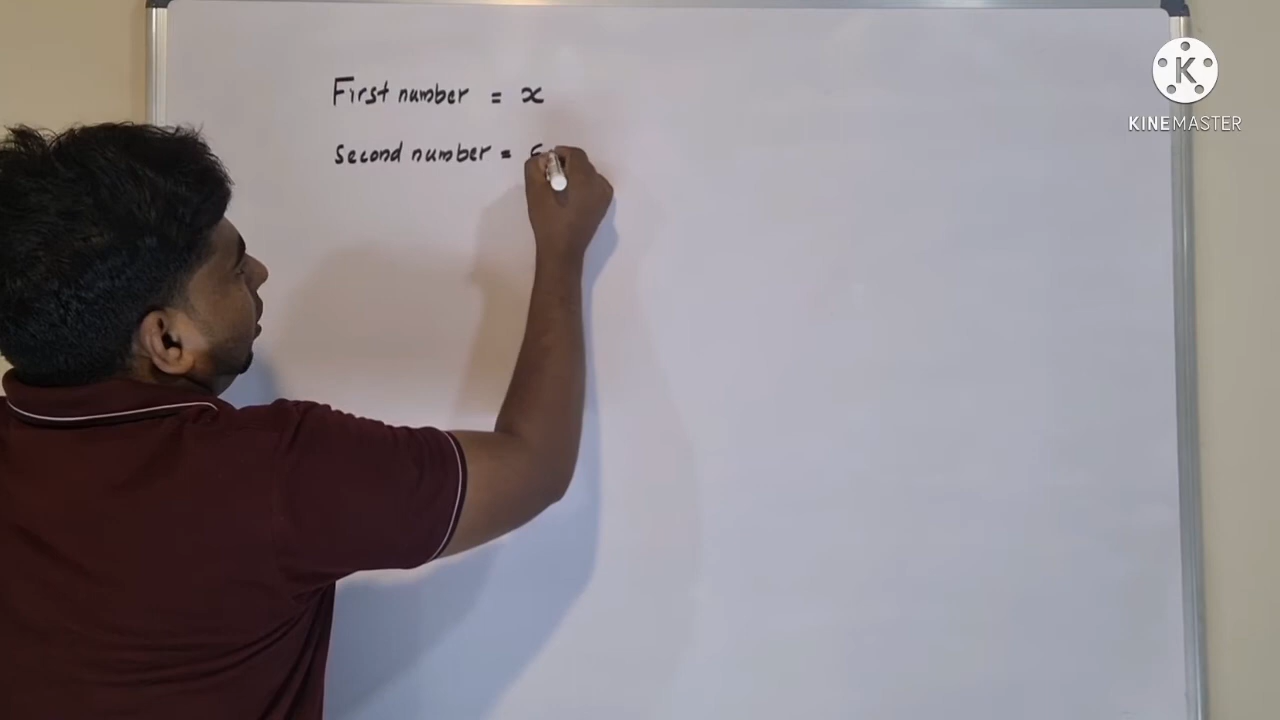 First number = x
Second number =
K
KINEMASTER